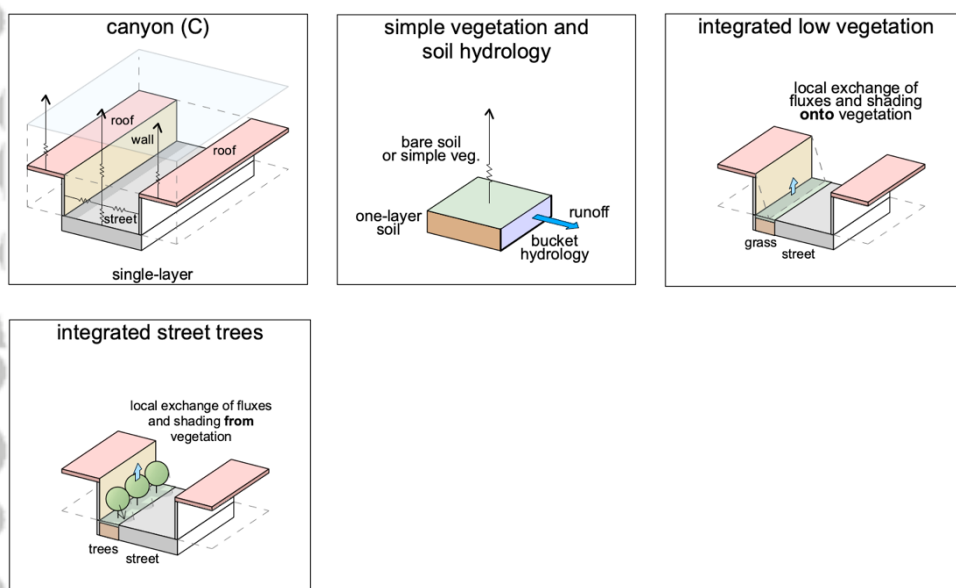 canyon (C)
roof
wall
roof
street
single-layer
simple vegetation and
soil hydrology
bare soil
or simple veg.
one-layer
soil
runoff
bucket
hydrology
integrated low vegetation
local exchange of
fluxes and shading
onto vegetation
grass
street
integrated street trees
local exchange of fluxes
and shading from
vegetation
trees
street